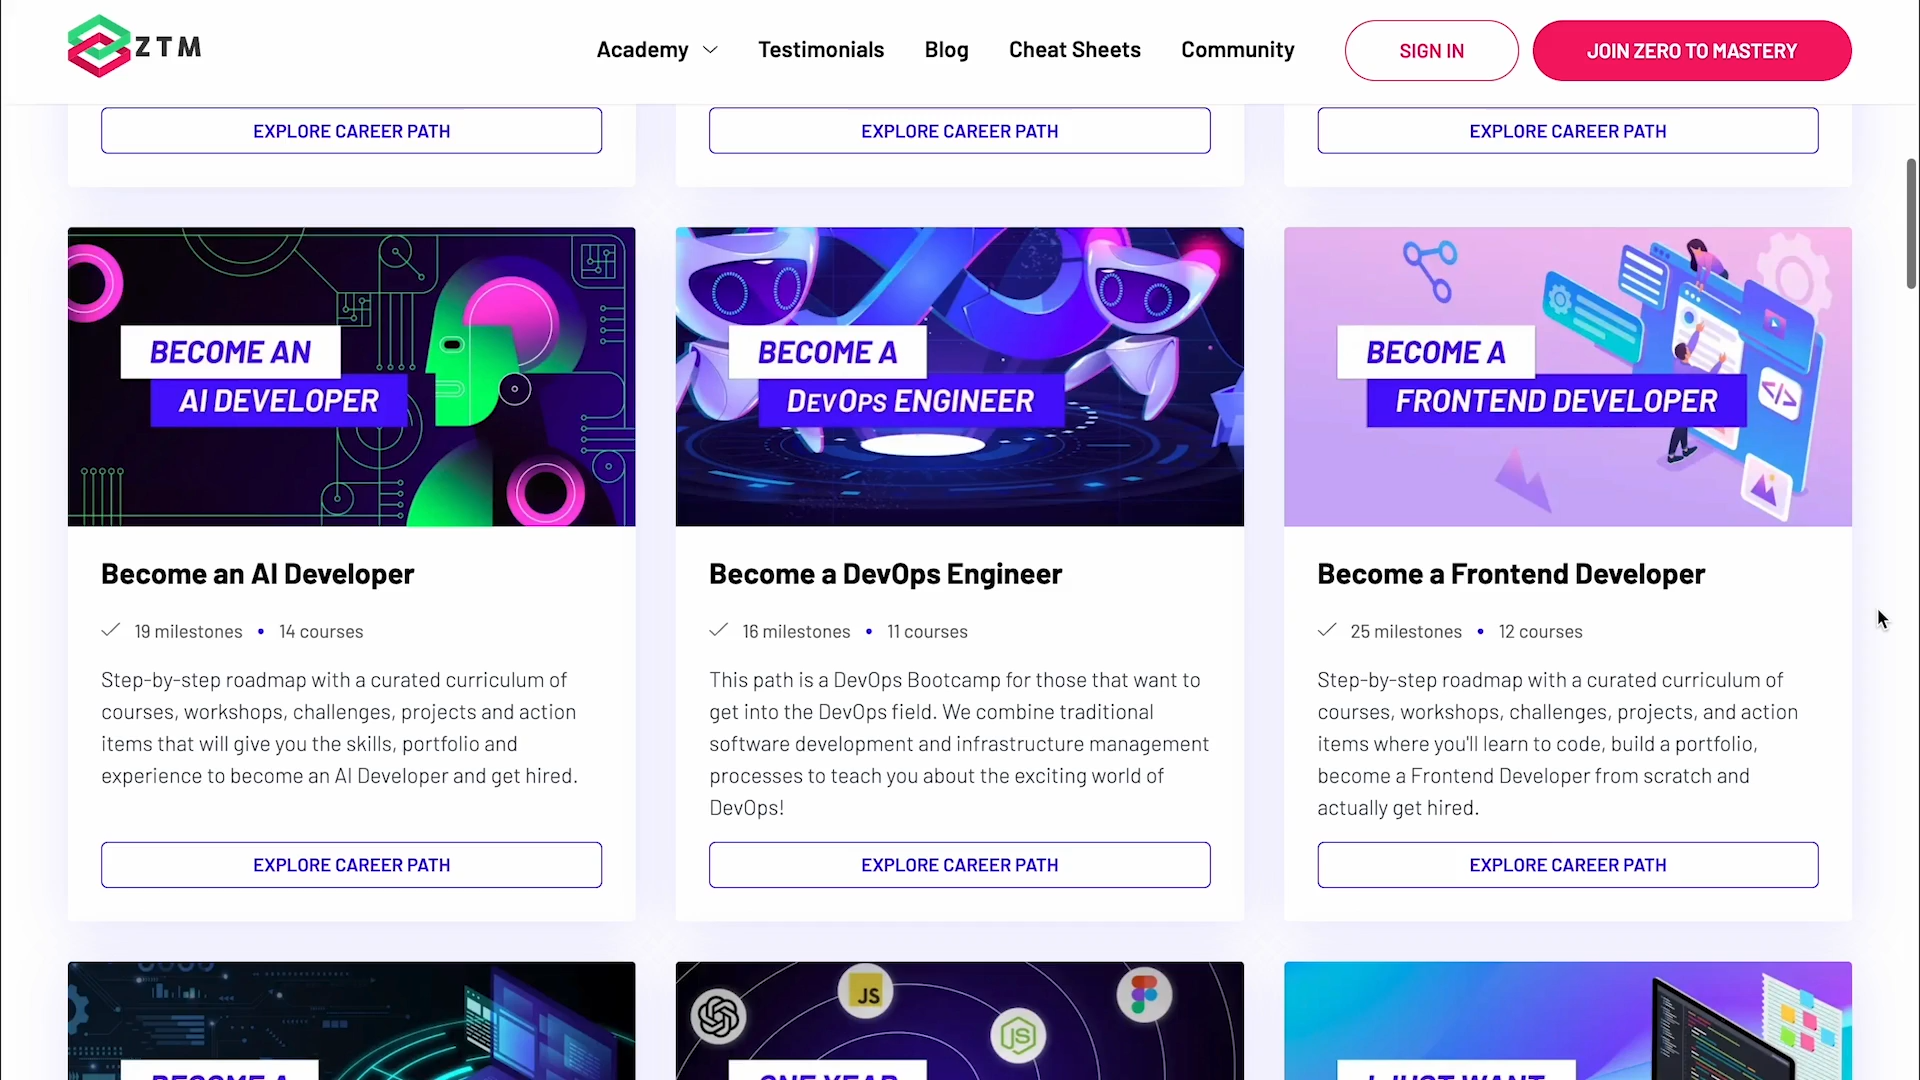 ZTM
Academy
Testimonials
Blog
Cheat Sheets
Community
SIGN IN
JOIN ZERO TO MASTERY
EXPLORE CAREER PATH
EXPLORE CAREER PATH
EXPLORE CAREER PATH
BECOME AN
AI DEVELOPER
BECOME A
DEVOPS ENGINEER
BECOME A
FRONTEND DEVELOPER
Become an AI Developer
19 milestones • 14 courses
Step-by-step roadmap with a curated curriculum of
courses, workshops, challenges, projects and action
items that will give you the skills, portfolio and
experience to become an AI Developer and get hired.
EXPLORE CAREER PATH
Become a DevOps Engineer
16 milestones • 11 courses
This path is a DevOps Bootcamp for those that want to
get into the DevOps field. We combine traditional
software development and infrastructure management
processes to teach you about the exciting world of
DevOps!
EXPLORE CAREER PATH
Become a Frontend Developer
25 milestones • 12 courses
Step-by-step roadmap with a curated curriculum of
courses, workshops, challenges, projects, and action
items where you'll learn to code, build a portfolio,
become a Frontend Developer from scratch and
actually get hired.
EXPLORE CAREER PATH
BECOME A
JS
JS
ONE YEAR
I JUST WANT